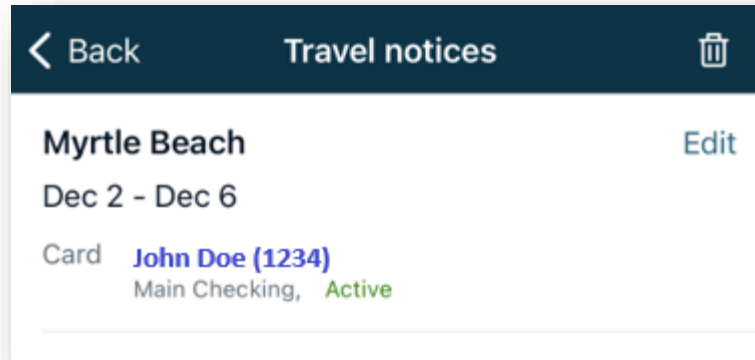 Back Travel notices
Myrtle Beach Edit
Dec 2 - Dec 6
Card John Doe (1234)
Main Checking, Active